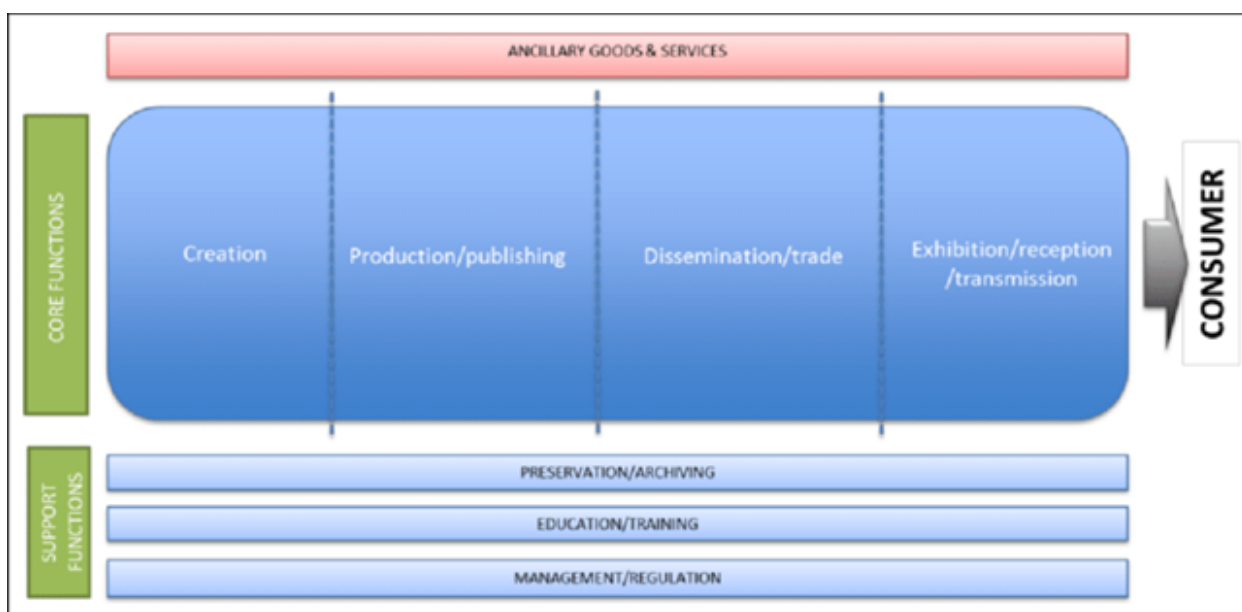 ANCILLARY GOODS & SERVICES
CORE FUNCTIONS
Creation
Production/publishing
Dissemination/trade
Exhibition/reception
/transmission
CONSUMER
SUPPORT
FUNCTIONS
PRESERVATION/ARCHIVING
EDUCATION/TRAINING
MANAGEMENT/REGULATION